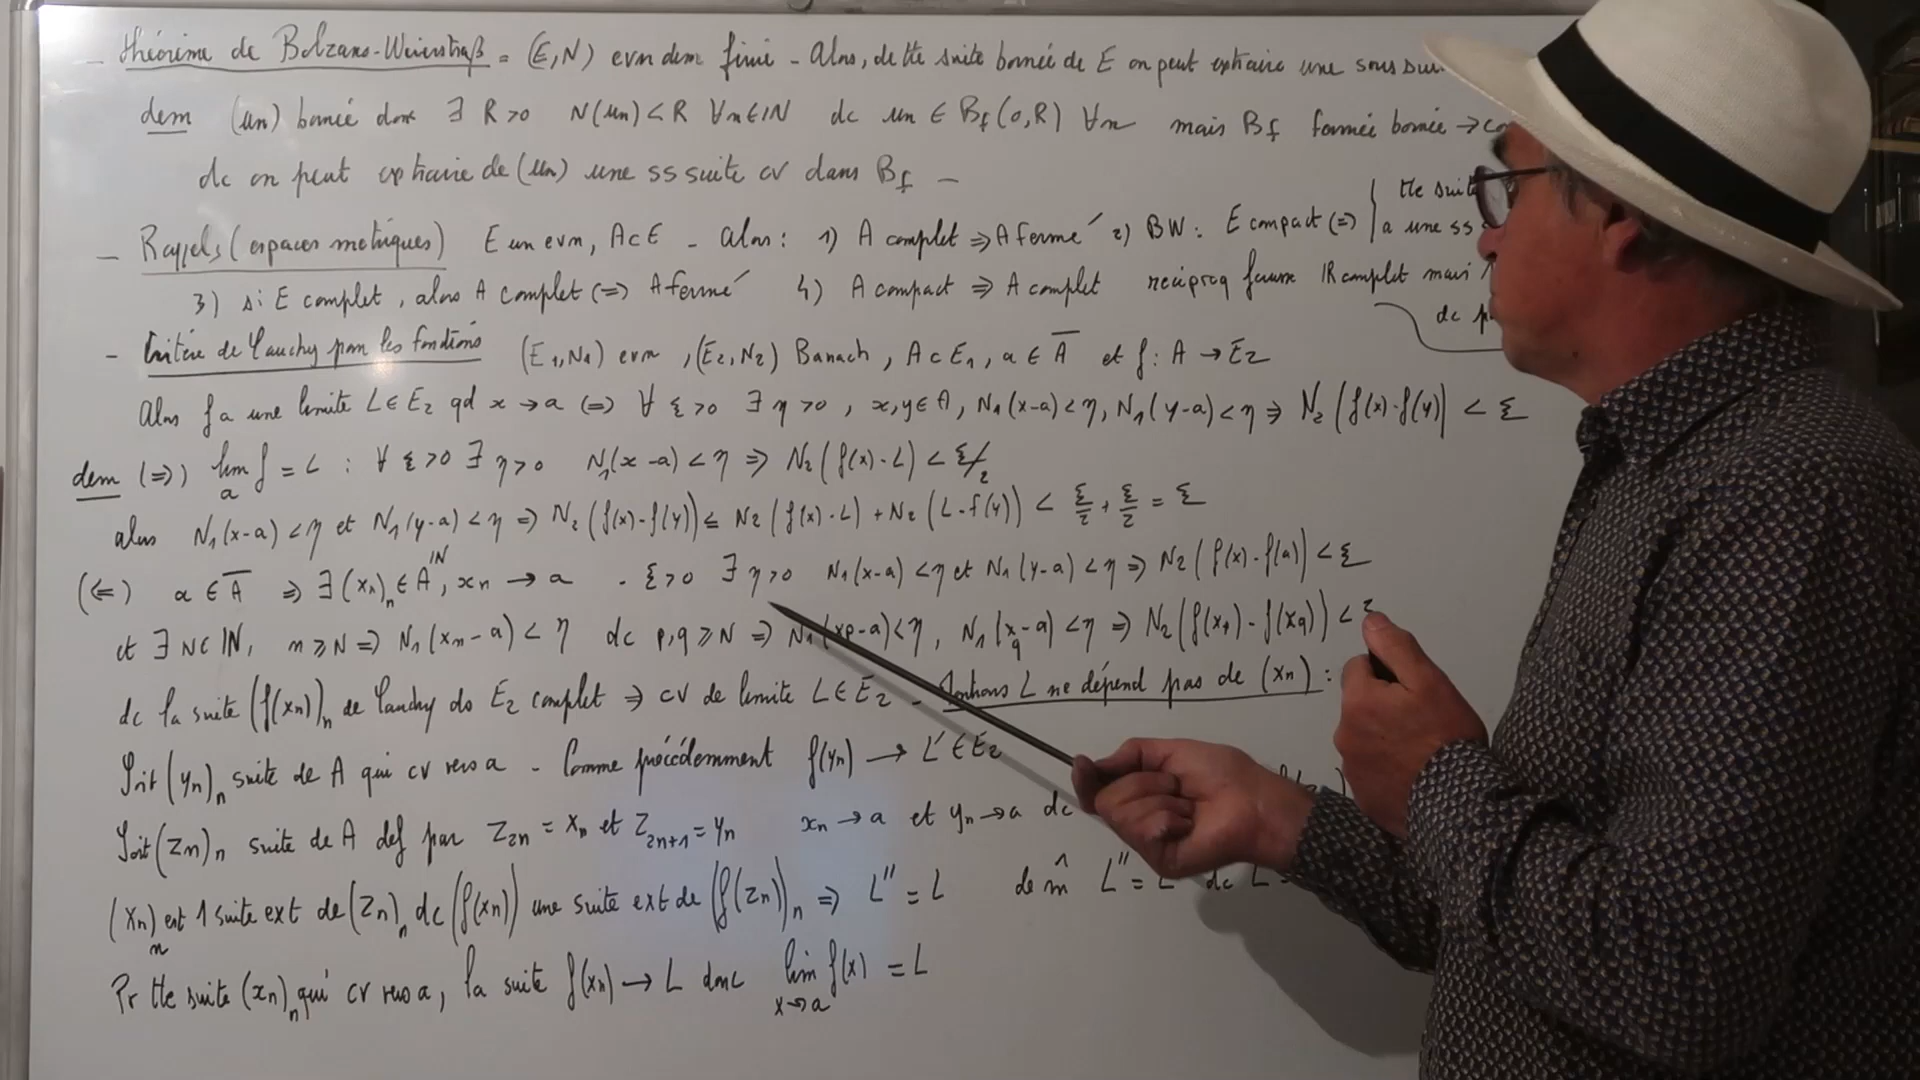 - théorème de Bolzano-Weierstraß = (E,N) evn dim finie - Alors, de tte suite bornée de E on peut extraire une sous
dem (un) bornée donc ∃ R>0 N(un)<R ∀n∈ℕ dc un ∈ Bf(0,R) ∀n mais Bf fermée bornée →
dc on peut extraire de (un) une ss suite cv dans Bf -
- Rappels (espaces métriques) E un evn, A⊂E - Alors : 1) A complet ⇒ A fermé 2) BW : E compact (=) | tte suite
a une ss
3) si E complet, alors A complet (=) A fermé 4) A compact ⇒ A complet réciproq fausse ℝ complet mais
dc
- Critère de Cauchy pour les fonctions (E1,N1) evn, (E2,N2) Banach, A⊂E1, a ∈ A̅ et f : A → E2
Alors f a une limite L∈E2 qd x→a (=) ∀ ε>0 ∃ η>0, x,y∈A, N1(x-a)<η, N1(y-a)<η ⇒ N2(f(x)-f(y)) < ε
dem (⇒) lim_a f = L : ∀ ε>0 ∃ η>0 N1(x-a)<η ⇒ N2(f(x)-L) < ε/2
alors N1(x-a)<η et N1(y-a)<η ⇒ N2(f(x)-f(y)) ≤ N2(f(x)-L) + N2(L-f(y)) < ε/2 + ε/2 = ε
(⇐) a ∈ A̅ ⇒ ∃(xn)n ∈ A^ℕ, xn → a - ε>0 ∃ η>0 N1(x-a)<η et N1(y-a)<η ⇒ N2(f(x)-f(a)) < ε
et ∃ N∈ℕ, n≥N ⇒ N1(xn-a)<η dc p,q≥N ⇒ N1(xp-a)<η, N1(xq-a)<η ⇒ N2(f(xp)-f(xq)) <
dc la suite (f(xn))n de Cauchy ds E2 complet ⇒ cv de limite L∈E2 - L ne dépend pas de (xn) :
Soit (yn)n suite de A qui cv vers a - Comme précédemment f(yn) → L' ∈ E2
Soit (Zn)n suite de A def par Z2n = xn et Z2n+1 = yn xn → a et yn → a dc
(xn)n est 1 suite ext de (Zn)n dc (f(xn)) une suite ext de (f(zn))n ⇒ L'' = L de m̂ L'' = L dc L =
Pr tte suite (xn)n qui cv vers a, la suite f(xn) → L donc lim_{x→a} f(x) = L